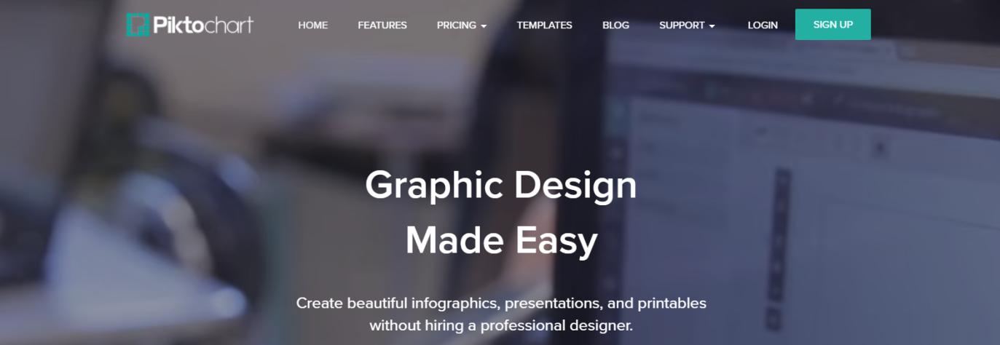 Piktochart HOME FEATURES PRICING TEMPLATES BLOG SUPPORT LOGIN SIGN UP
Graphic Design
Made Easy
Create beautiful infographics, presentations, and printables
without hiring a professional designer.